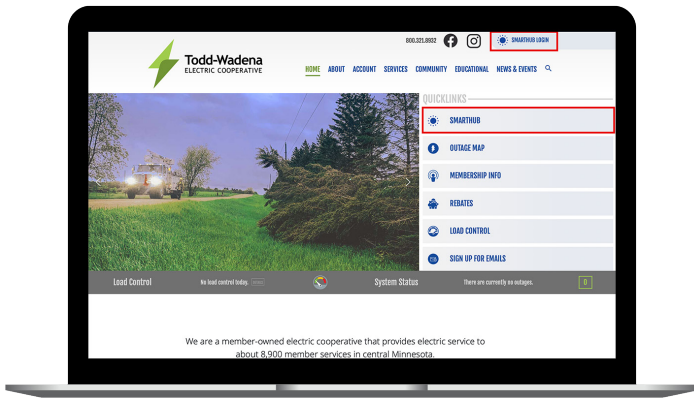 800.321.8932
SMARTHUB LOGIN
Todd-Wadena
ELECTRIC COOPERATIVE
HOME ABOUT ACCOUNT SERVICES COMMUNITY EDUCATIONAL NEWS & EVENTS
QUICKLINKS
SMARTHUB
OUTAGE MAP
MEMBERSHIP INFO
REBATES
LOAD CONTROL
SIGN UP FOR EMAILS
Load Control No load control today. System Status There are currently no outages. 0
We are a member-owned electric cooperative that provides electric service to
about 8,900 member services in central Minnesota.